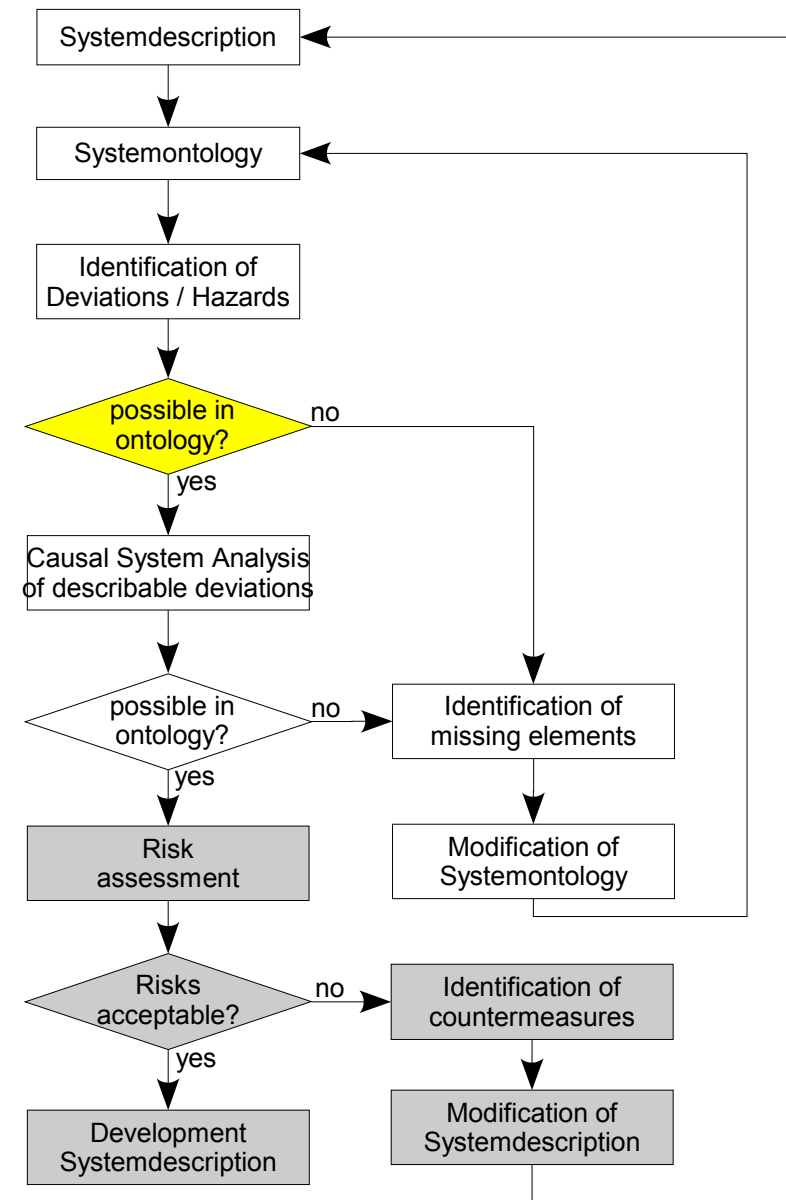 Systemdescription
Systemontology
Identification of
Deviations / Hazards
possible in
ontology?
no
yes
Causal System Analysis
of describable deviations
possible in
ontology?
no
yes
Identification of
missing elements
Risk
assessment
Modification of
Systemontology
Risks
acceptable?
no
yes
Identification of
countermeasures
Development
Systemdescription
Modification of
Systemdescription